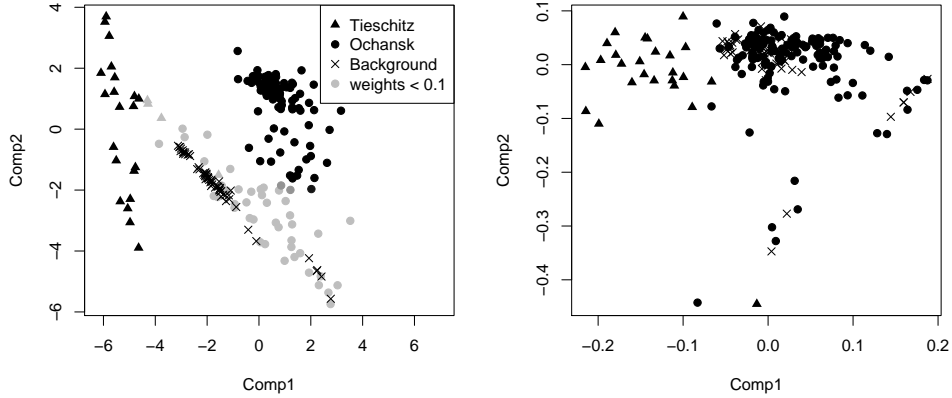 Tieschitz
Ochansk
Background
weights < 0.1
4
2
0
−2
−4
−6
Comp2
−6 −4 −2 0 2 4 6
Comp1
0.1
0.0
−0.1
−0.2
−0.3
−0.4
Comp2
−0.2 −0.1 0.0 0.1 0.2
Comp1